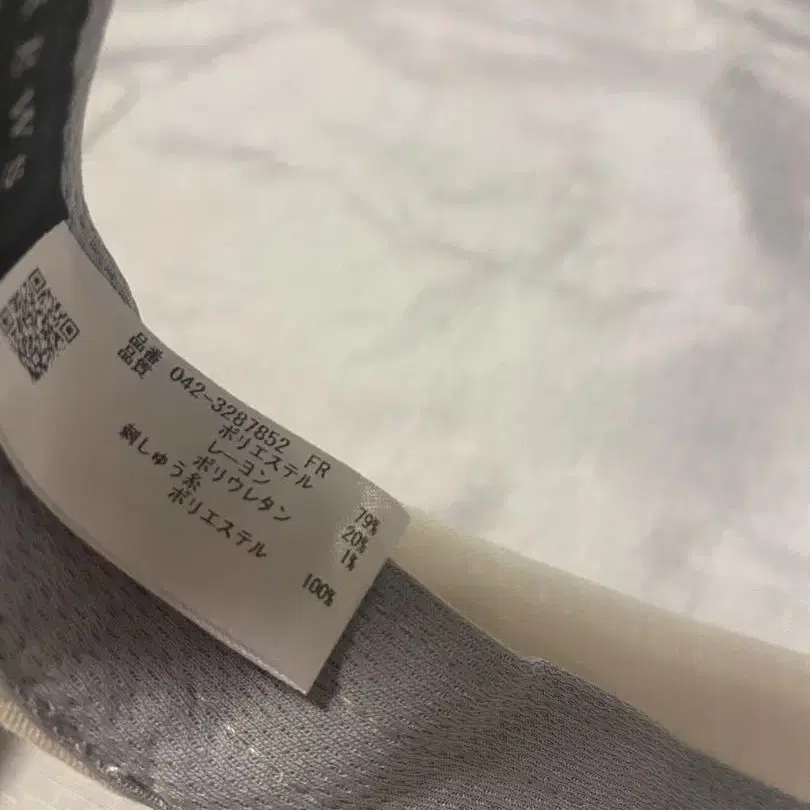 品番 042-3287852 FR
品質
ポリエステル 79%
レーヨン 20%
ポリウレタン 1%
刺しゅう糸
ポリエステル 100%